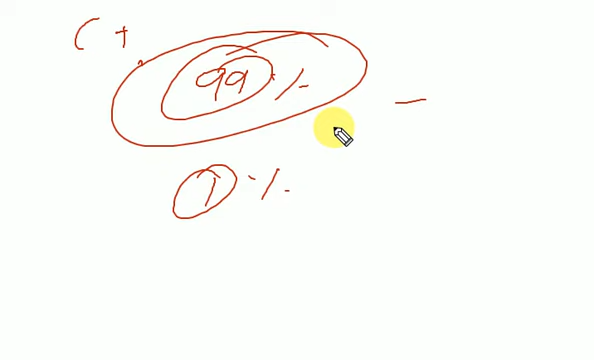 ( +
99 %
1 %